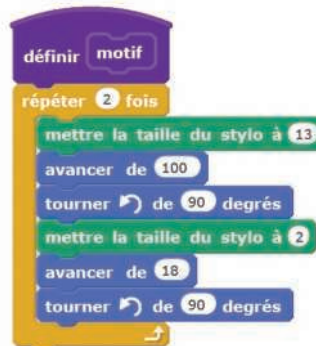 définir motif
répéter 2 fois
mettre la taille du stylo à 13
avancer de 100
tourner de 90 degrés
mettre la taille du stylo à 2
avancer de 18
tourner de 90 degrés